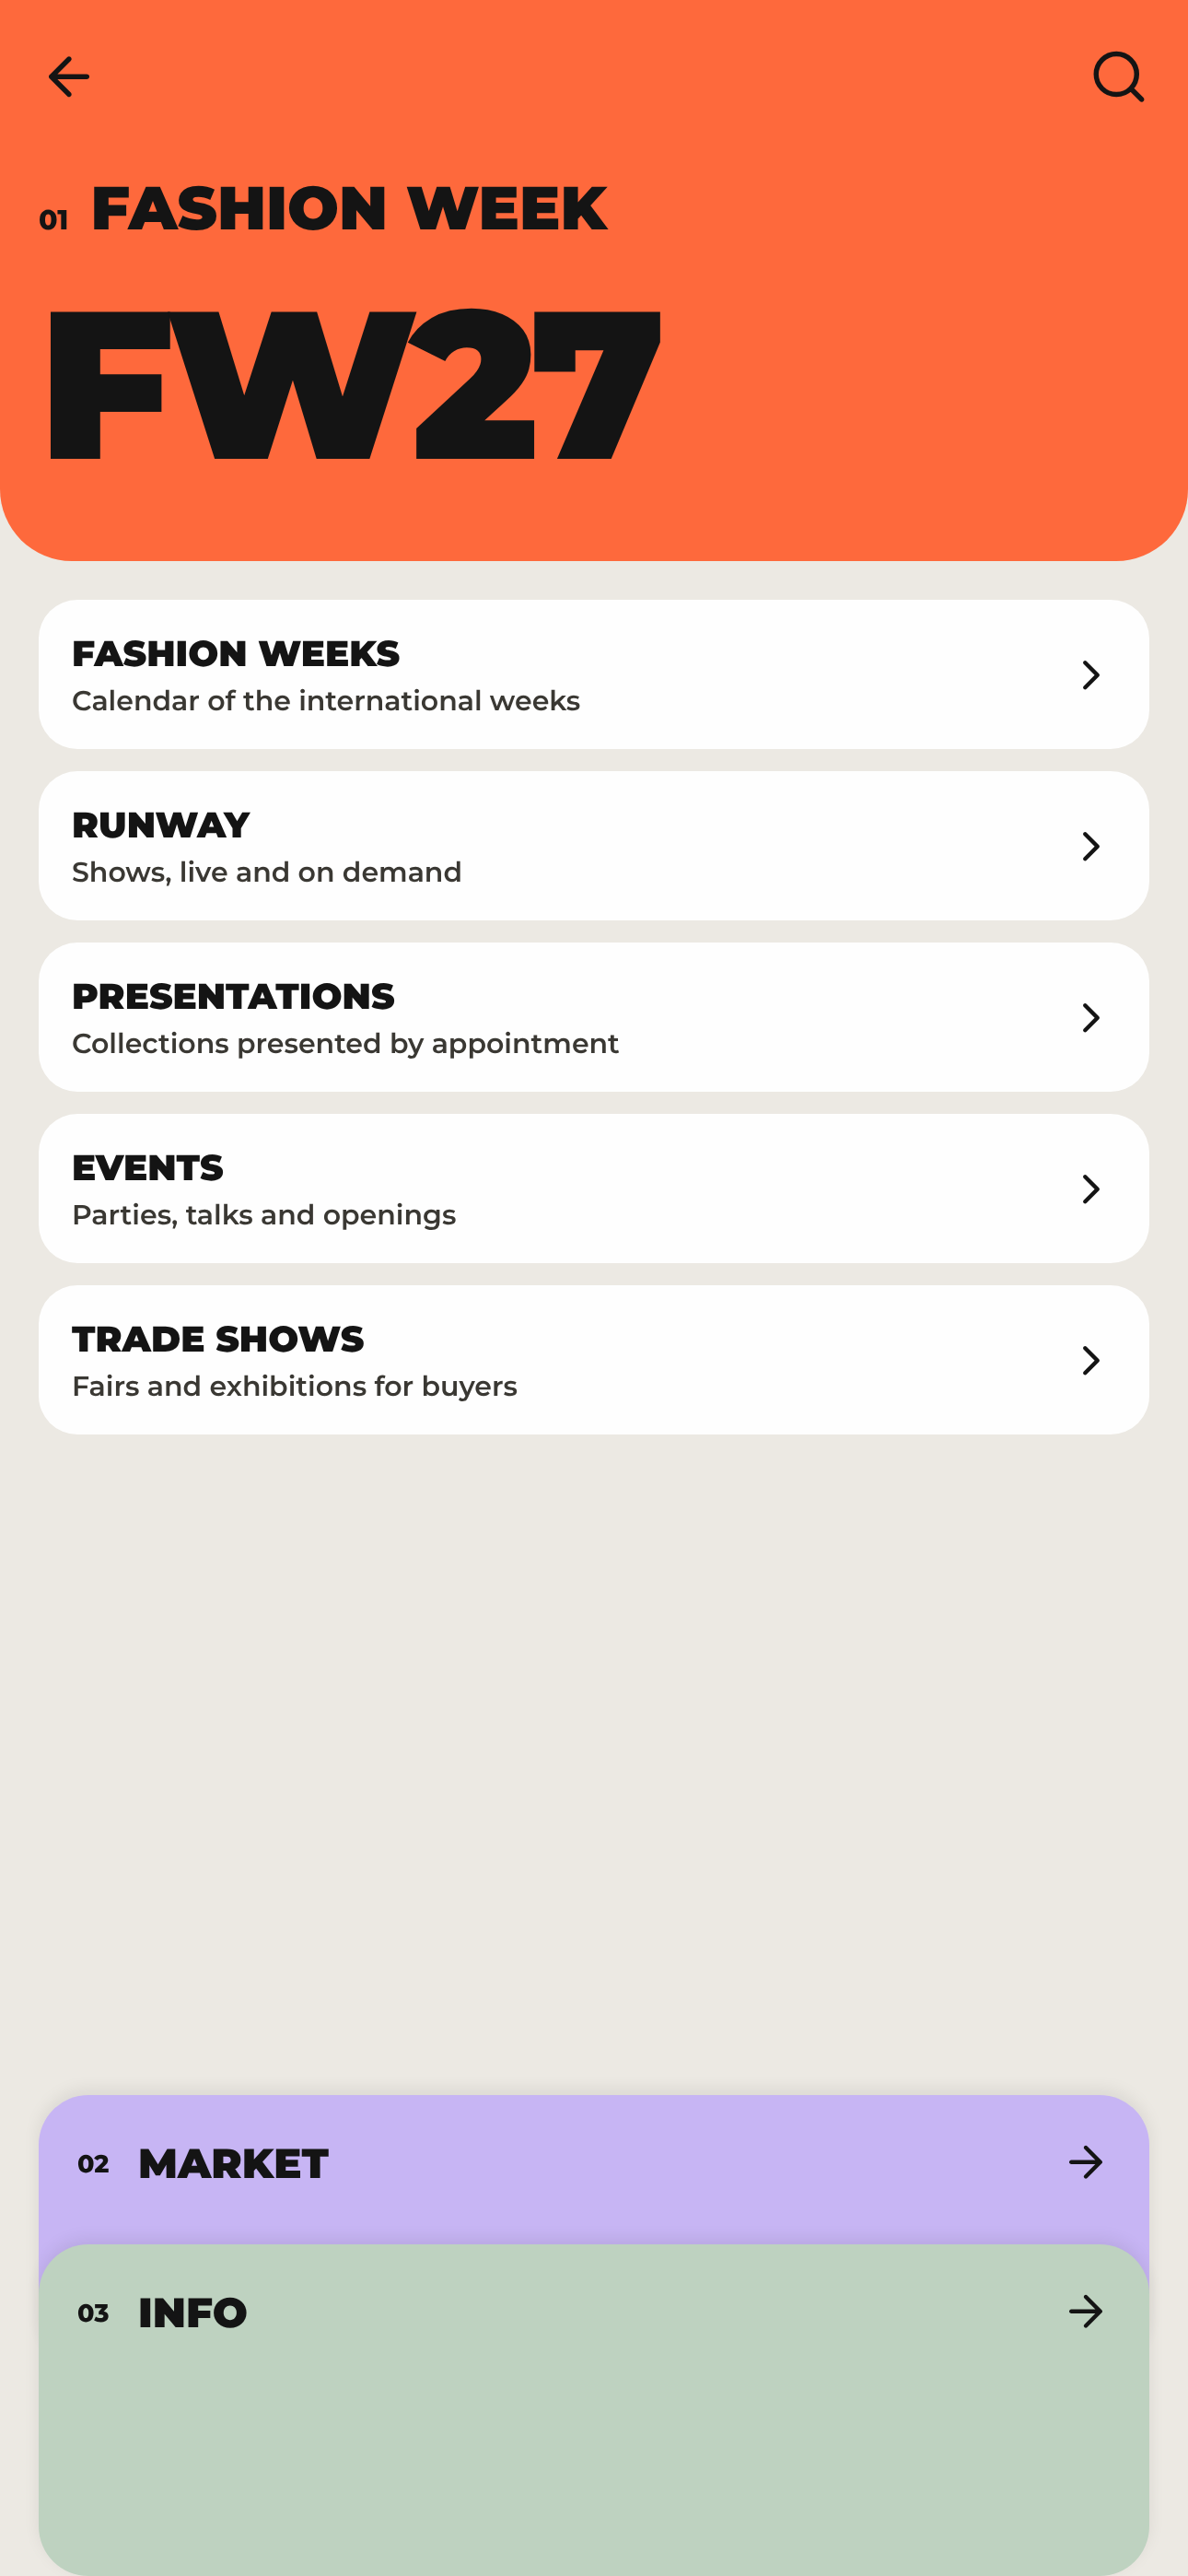 01 FASHION WEEK
FW27
FASHION WEEKS
Calendar of the international weeks
RUNWAY
Shows, live and on demand
PRESENTATIONS
Collections presented by appointment
EVENTS
Parties, talks and openings
TRADE SHOWS
Fairs and exhibitions for buyers
02 MARKET
03 INFO